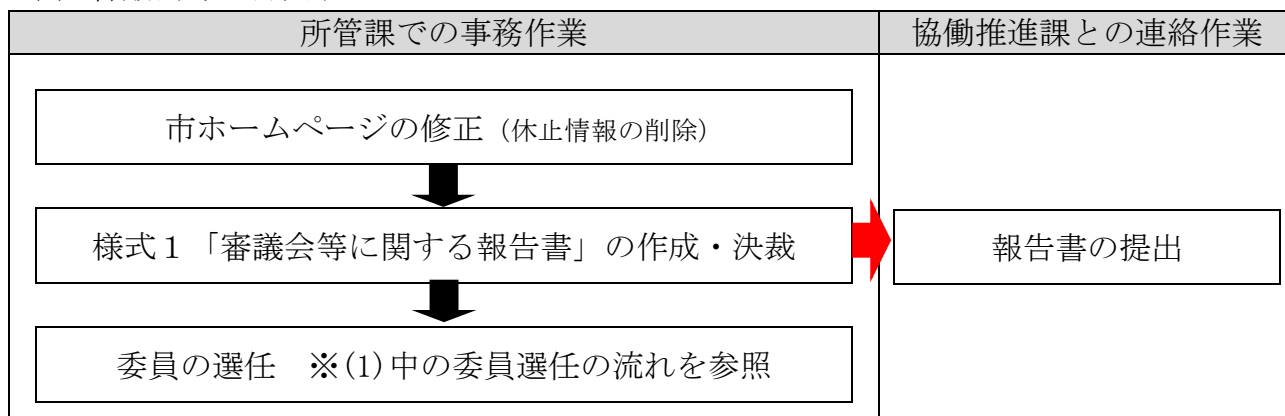 所管課での事務作業
協働推進課との連絡作業
市ホームページの修正（休止情報の削除）
様式１「審議会等に関する報告書」の作成・決裁
報告書の提出
委員の選任　※(1)中の委員選任の流れを参照